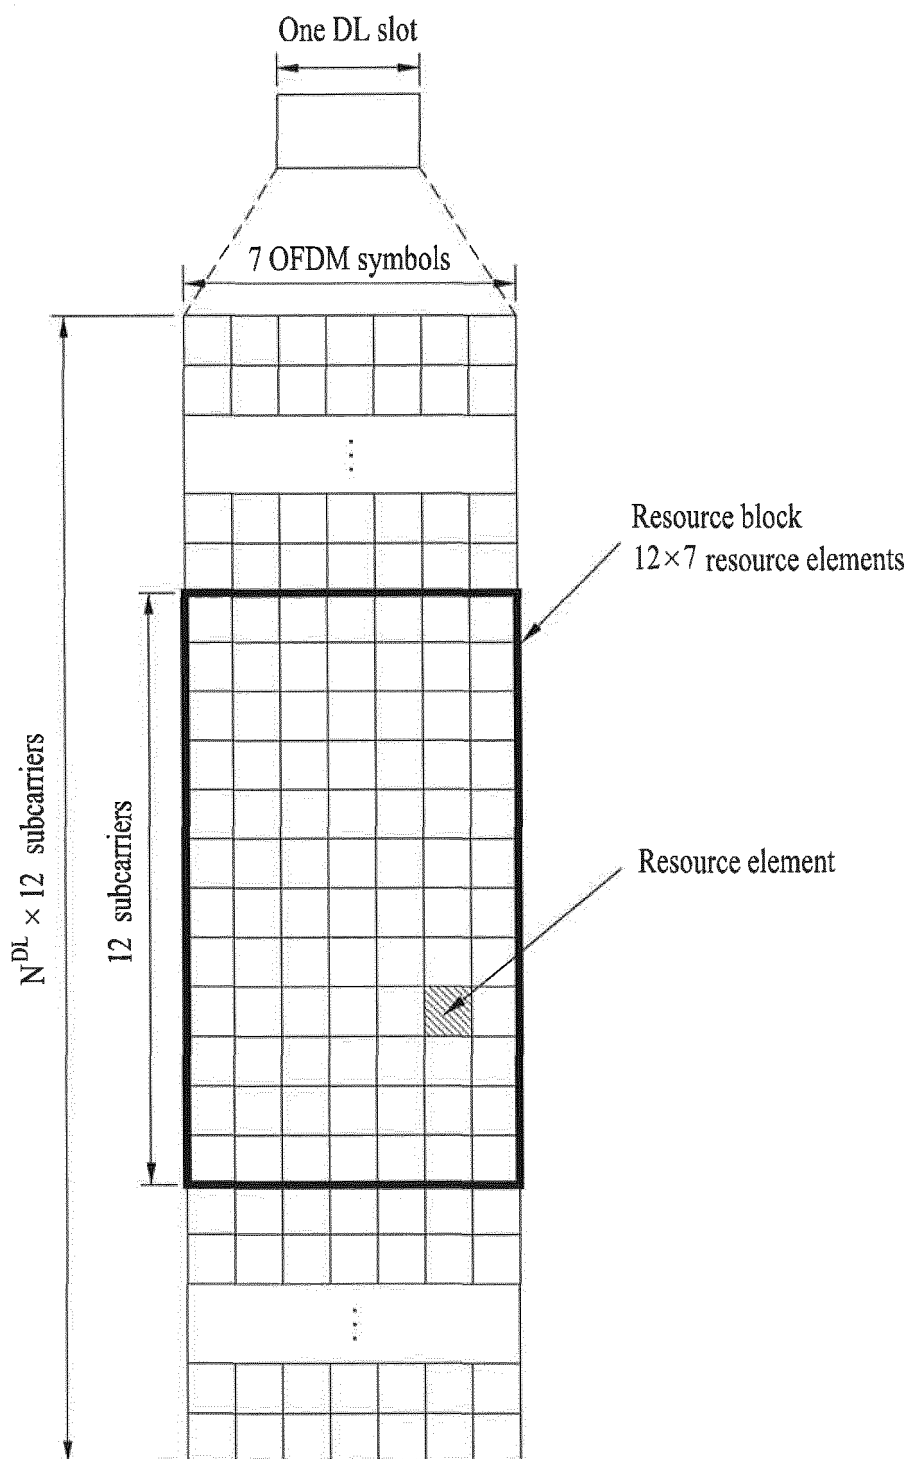 One DL slot
7 OFDM symbols
Resource block
12×7 resource elements
N^DL × 12 subcarriers
12 subcarriers
Resource element